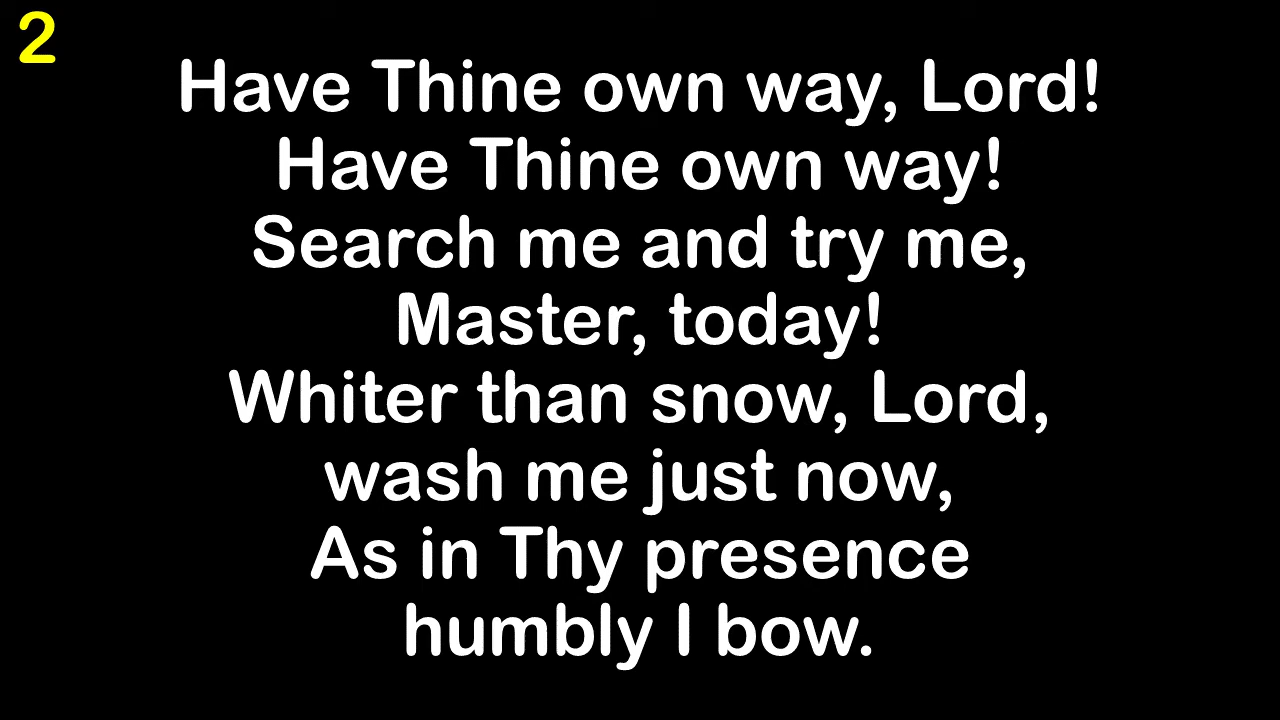 2
Have Thine own way, Lord!
Have Thine own way!
Search me and try me,
Master, today!
Whiter than snow, Lord,
wash me just now,
As in Thy presence
humbly I bow.